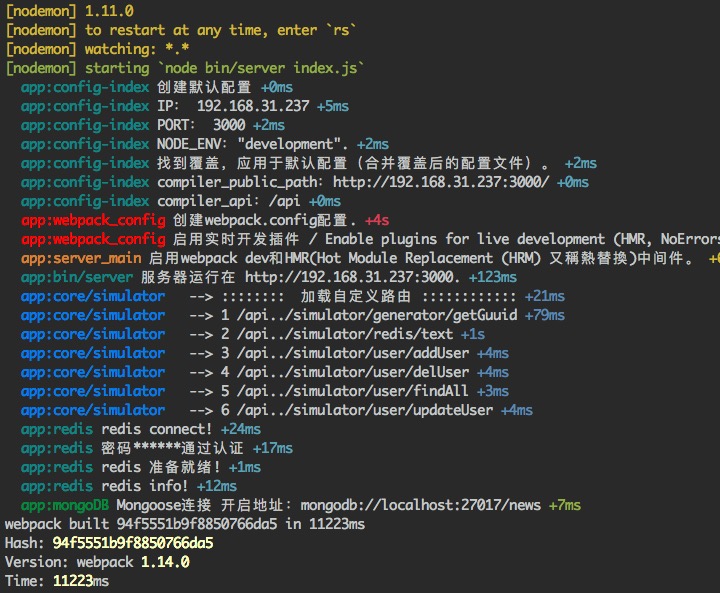 [nodemon] 1.11.0
[nodemon] to restart at any time, enter `rs`
[nodemon] watching: *.*
[nodemon] starting `node bin/server index.js`
app:config-index 创建默认配置 +0ms
app:config-index IP: 192.168.31.237 +5ms
app:config-index PORT: 3000 +2ms
app:config-index NODE_ENV: "development". +2ms
app:config-index 找到覆盖，应用于默认配置（合并覆盖后的配置文件）。 +2ms
app:config-index compiler_public_path: http://192.168.31.237:3000/ +0ms
app:config-index compiler_api: /api +0ms
app:webpack_config 创建webpack.config配置. +4s
app:webpack_config 启用实时开发插件 / Enable plugins for live development (HMR, NoErrors
app:server_main 启用webpack dev和HMR(Hot Module Replacement (HRM) 又稱熱替換)中间件。 +
app:bin/server 服务器运行在 http://192.168.31.237:3000. +123ms
app:core/simulator --> :::::::: 加载自定义路由 :::::::::::: +21ms
app:core/simulator --> 1 /api../simulator/generator/getGuuid +79ms
app:core/simulator --> 2 /api../simulator/redis/text +1s
app:core/simulator --> 3 /api../simulator/user/addUser +4ms
app:core/simulator --> 4 /api../simulator/user/delUser +4ms
app:core/simulator --> 5 /api../simulator/user/findAll +3ms
app:core/simulator --> 6 /api../simulator/user/updateUser +4ms
app:redis redis connect! +24ms
app:redis 密码******通过认证 +17ms
app:redis redis 准备就绪! +1ms
app:redis redis info! +12ms
app:mongoDB Mongoose连接 开启地址: mongodb://localhost:27017/news +7ms
webpack built 94f5551b9f8850766da5 in 11223ms
Hash: 94f5551b9f8850766da5
Version: webpack 1.14.0
Time: 11223ms